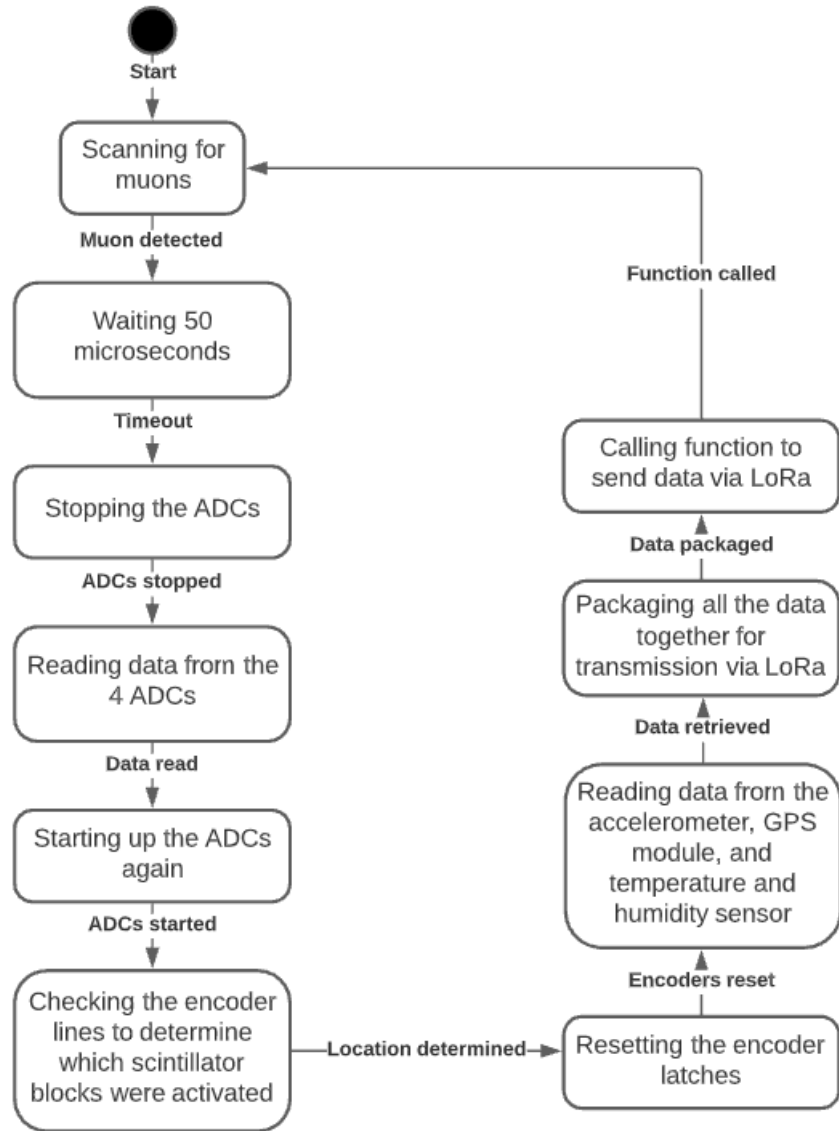 Start
Scanning for
muons
Muon detected
Waiting 50
microseconds
Timeout
Stopping the ADCs
ADCs stopped
Reading data from the
4 ADCs
Data read
Starting up the ADCs
again
ADCs started
Checking the encoder
lines to determine
which scintillator
blocks were activated
Location determined
Resetting the encoder
latches
Encoders reset
Reading data from the
accelerometer, GPS
module, and
temperature and
humidity sensor
Data retrieved
Packaging all the data
together for
transmission via LoRa
Data packaged
Calling function to
send data via LoRa
Function called